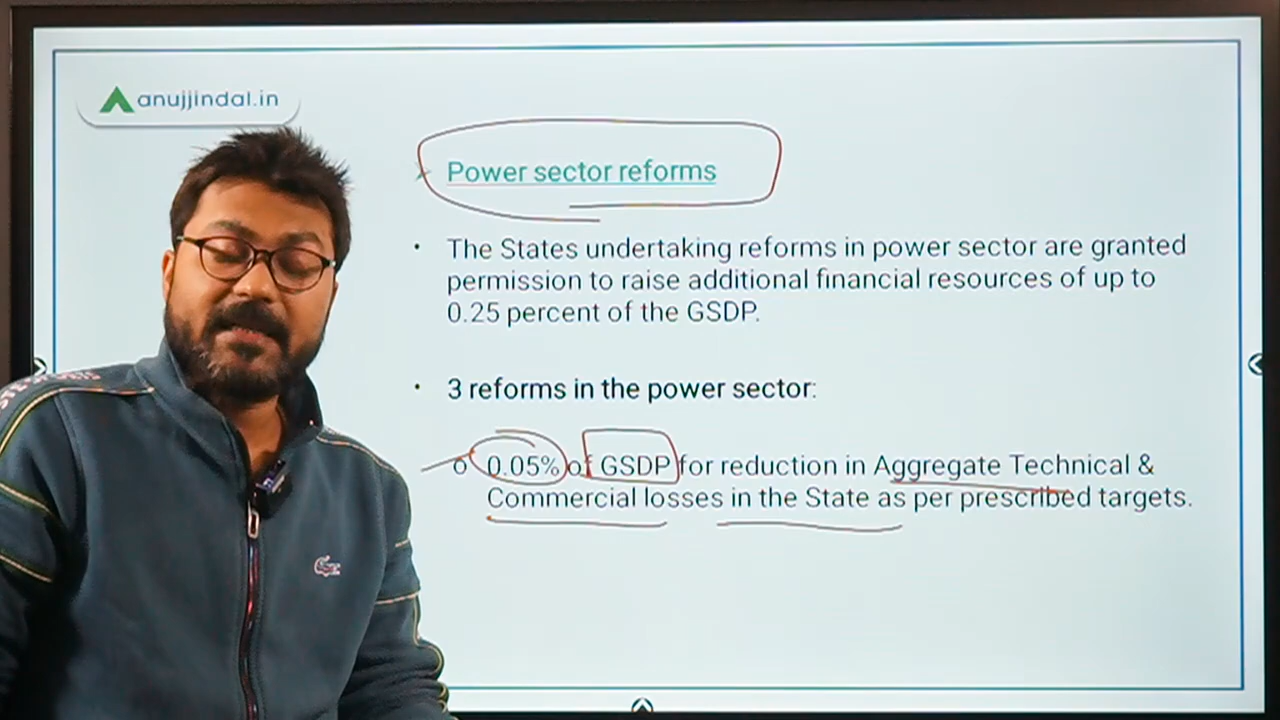 anujjindal.in
Power sector reforms
• The States undertaking reforms in power sector are granted
permission to raise additional financial resources of up to
0.25 percent of the GSDP.
• 3 reforms in the power sector:
o 0.05% of GSDP for reduction in Aggregate Technical &
Commercial losses in the State as per prescribed targets.